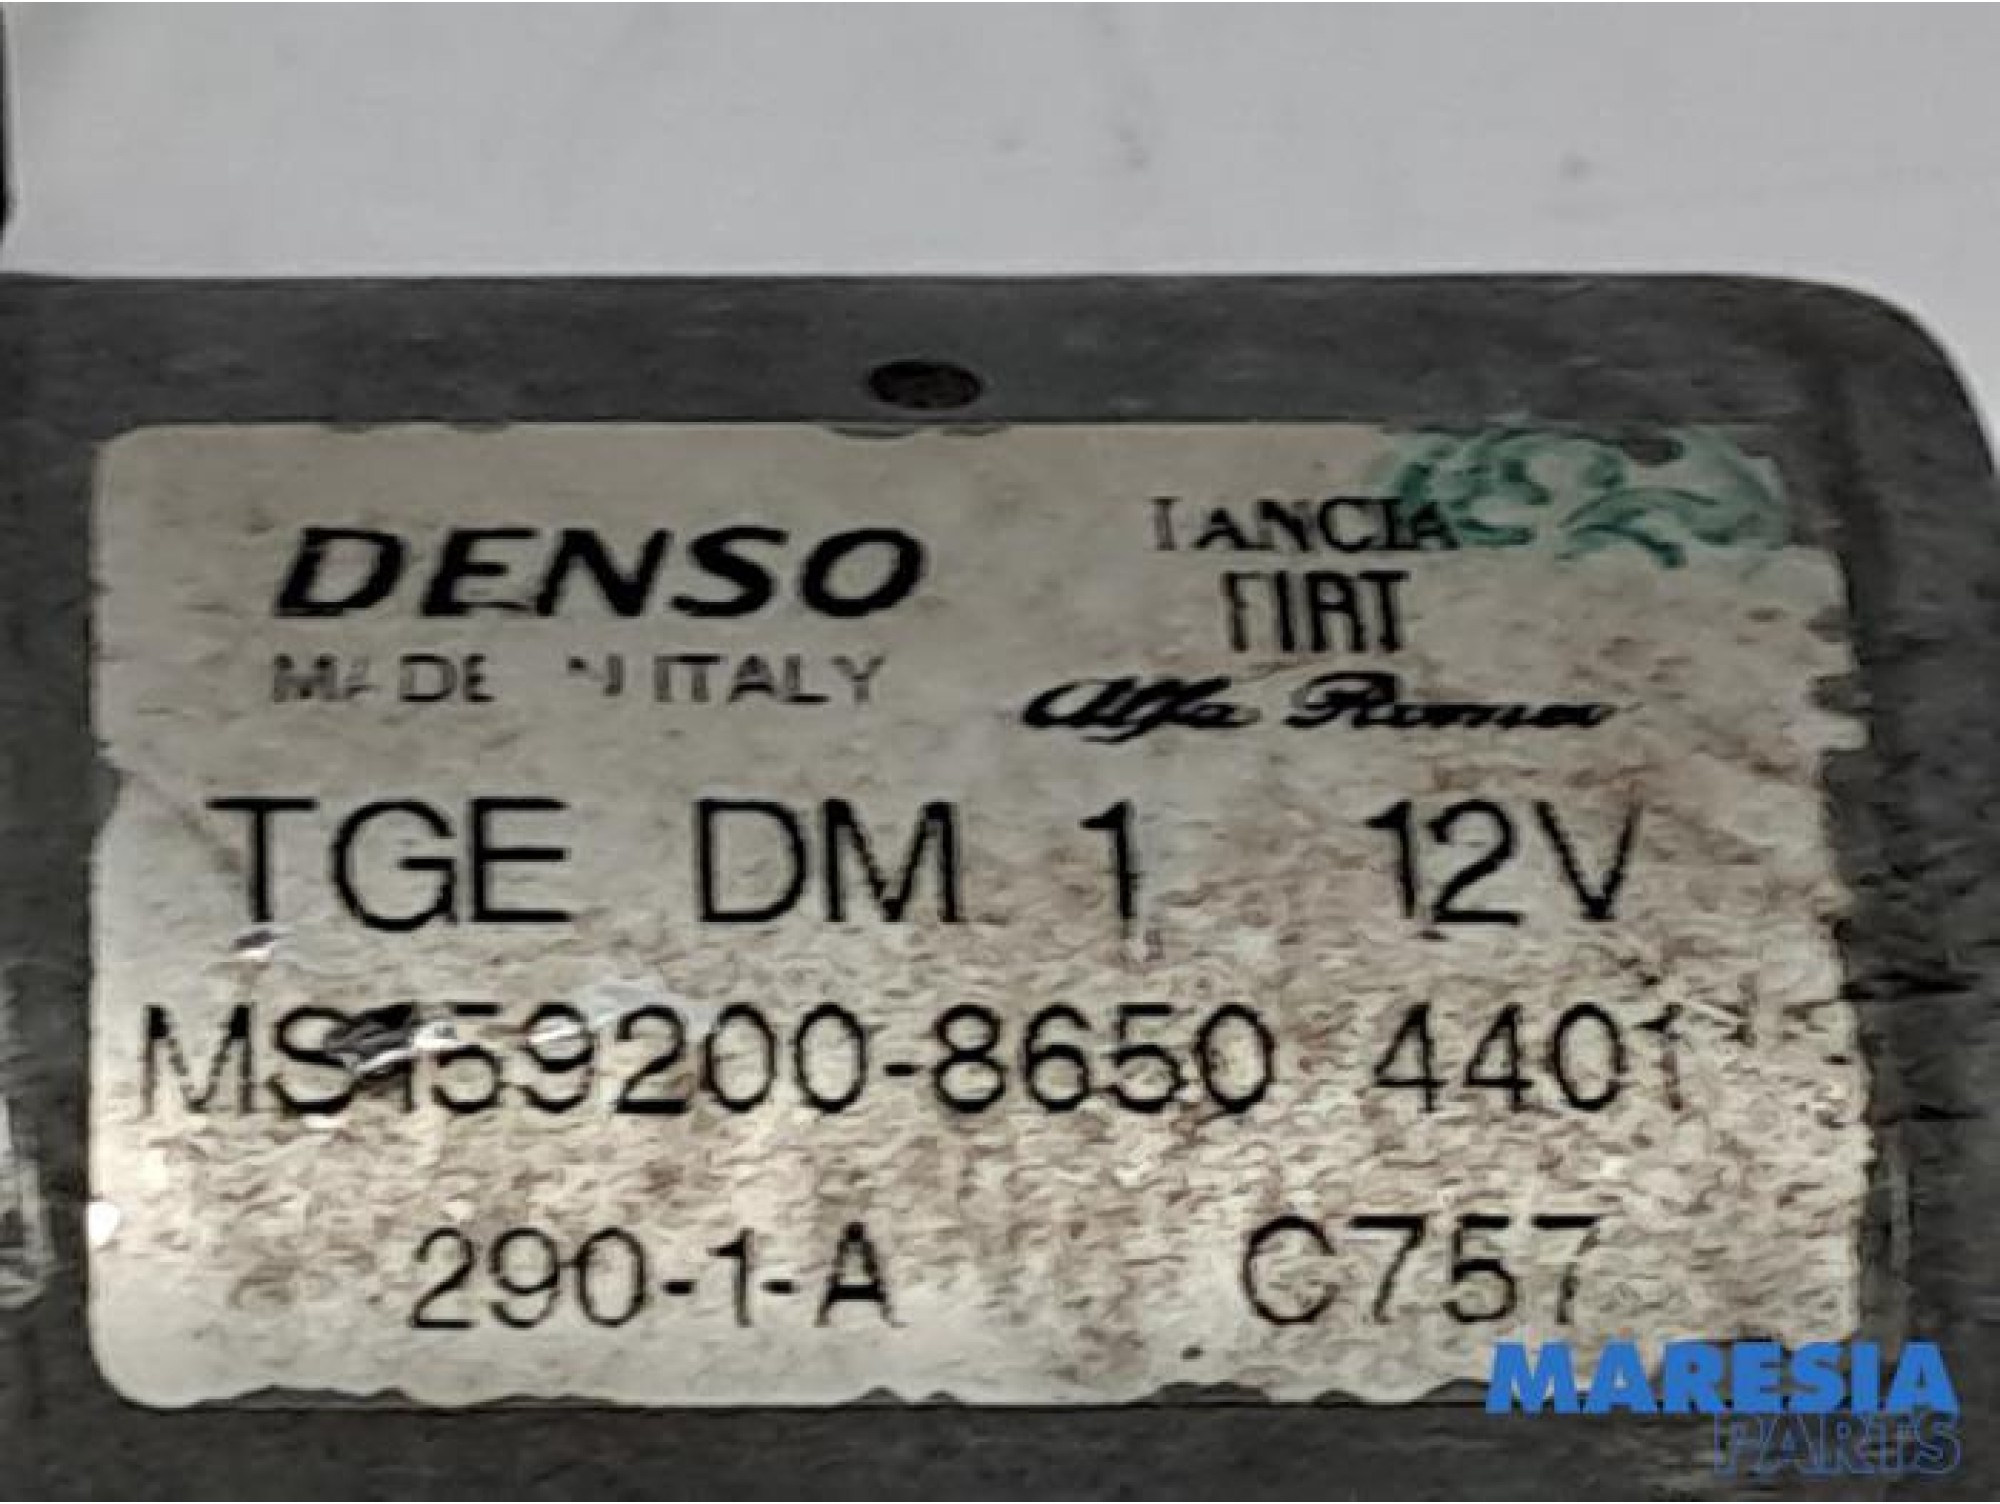 DENSO
MADE IN ITALY
LANCIA
FIAT
Alfa Romeo
TGE DM 1 12V
MS159200-8650 4401
290-1-A C757
MARESIA
PARTS